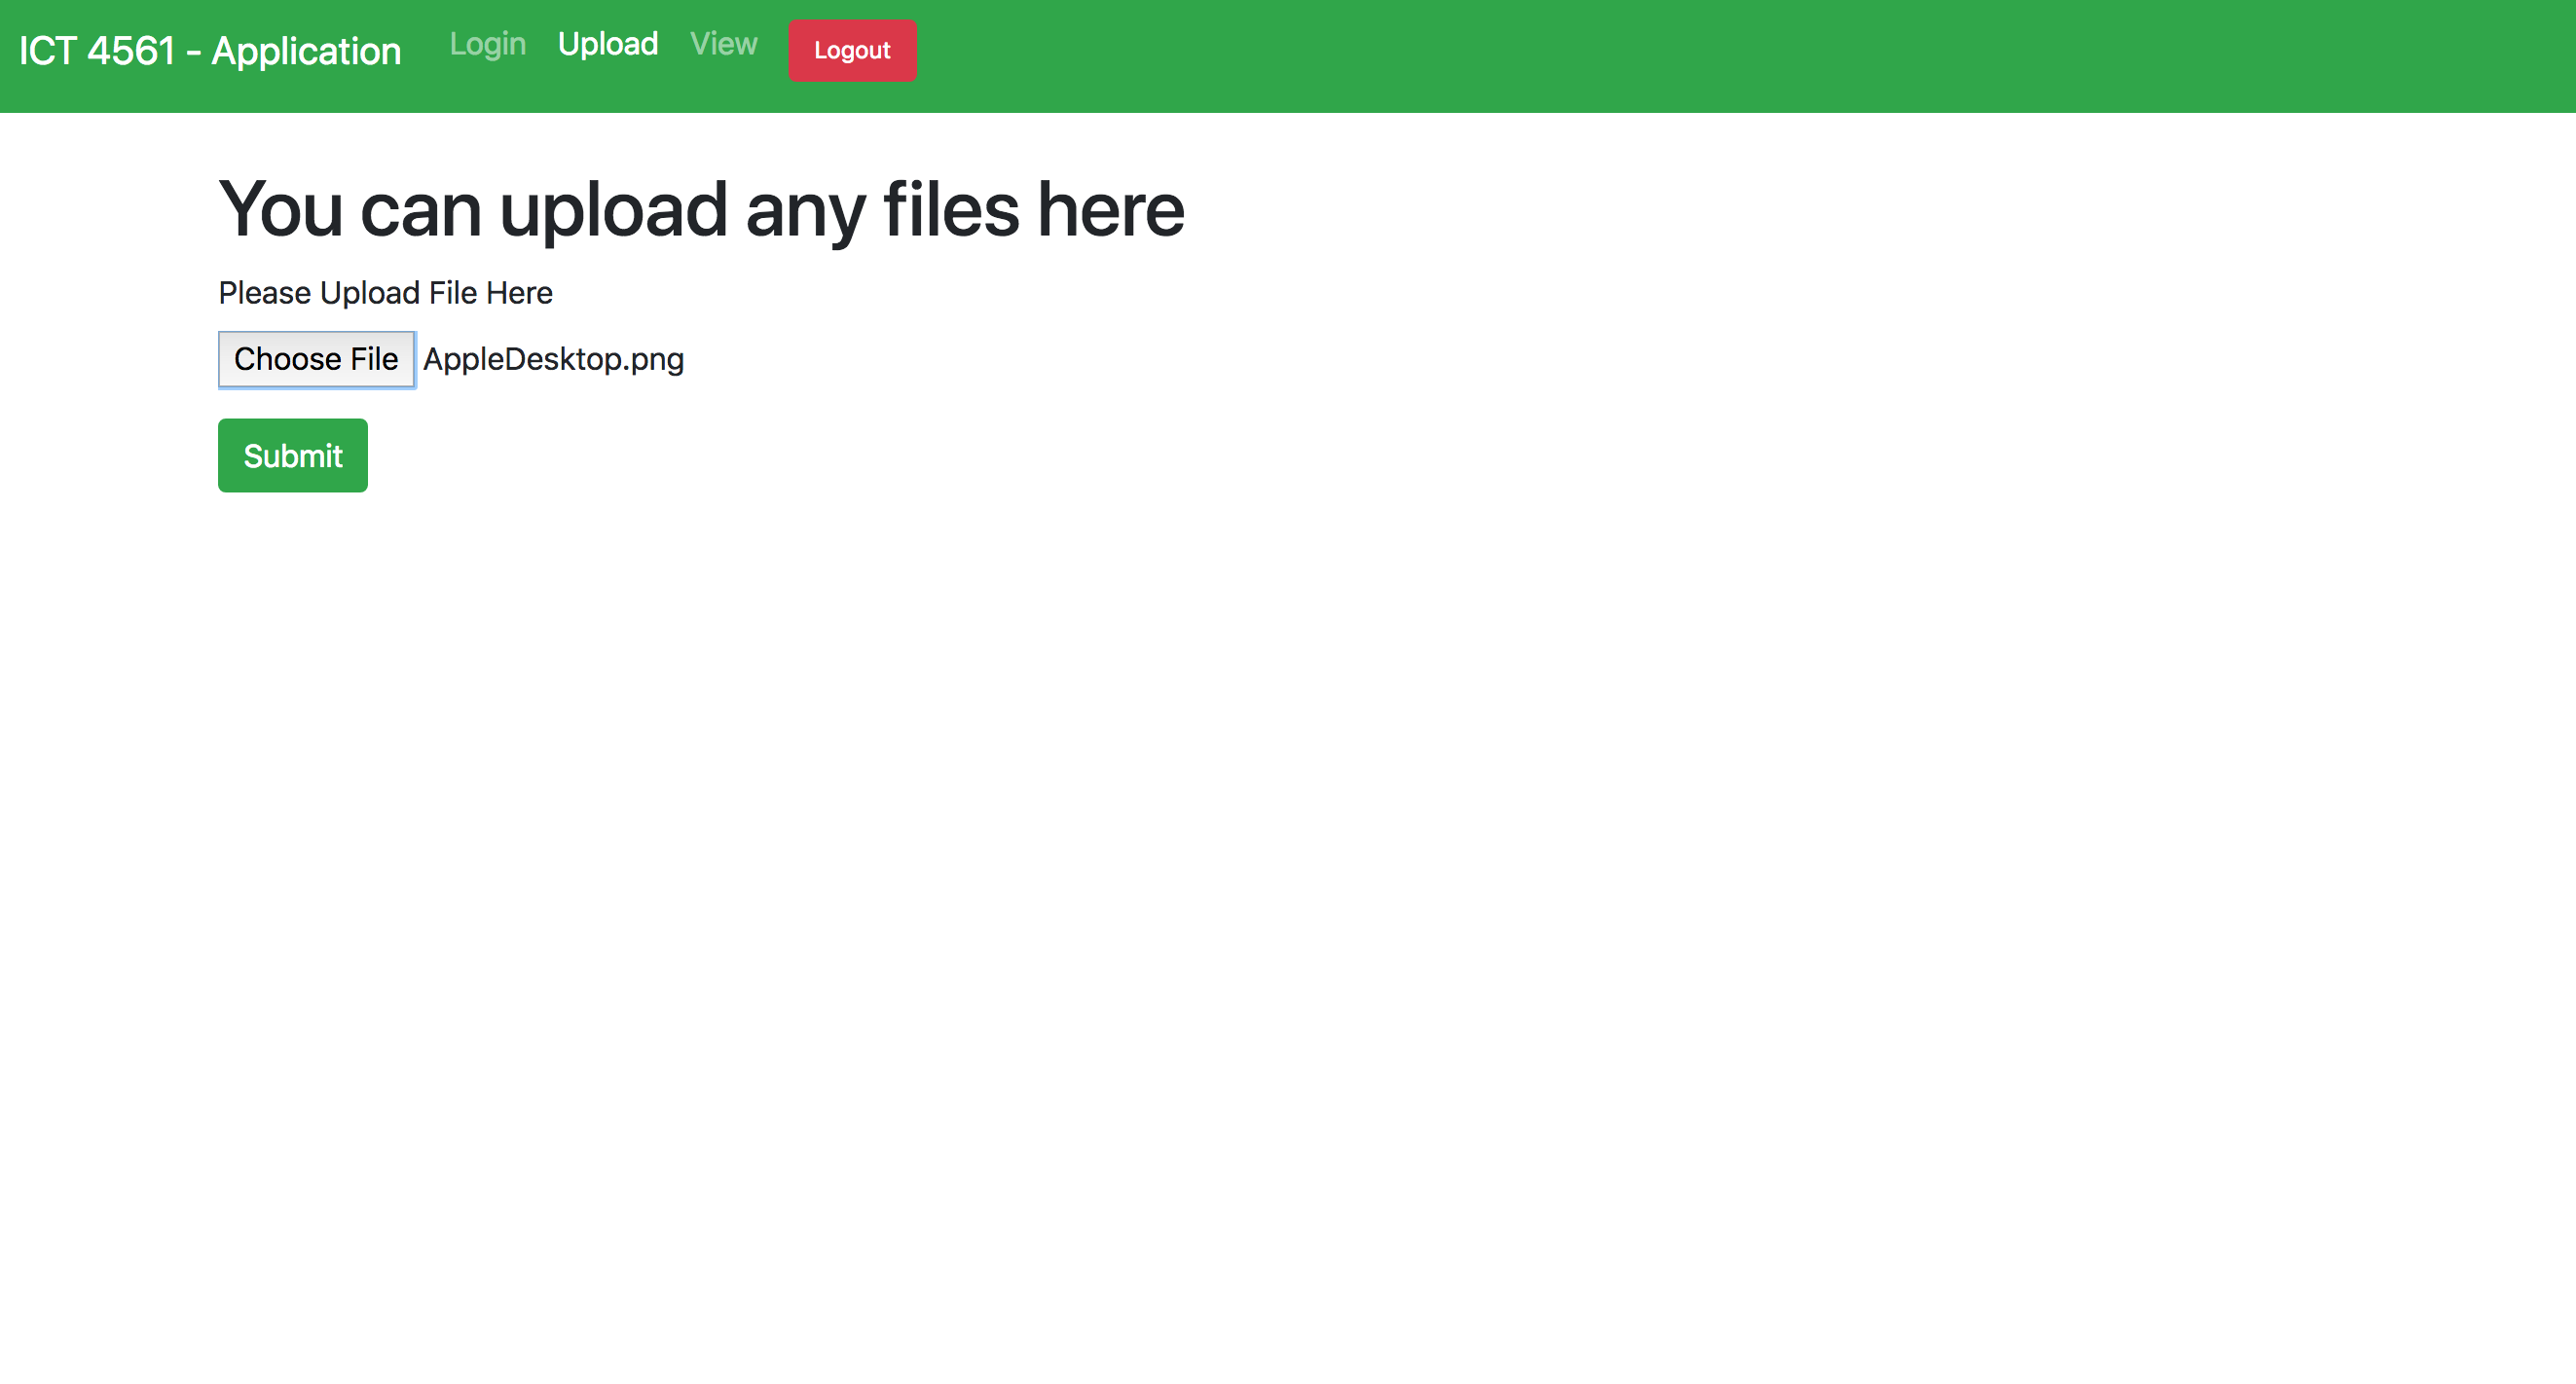 ICT 4561 - Application Login Upload View Logout
You can upload any files here
Please Upload File Here
Choose File AppleDesktop.png
Submit